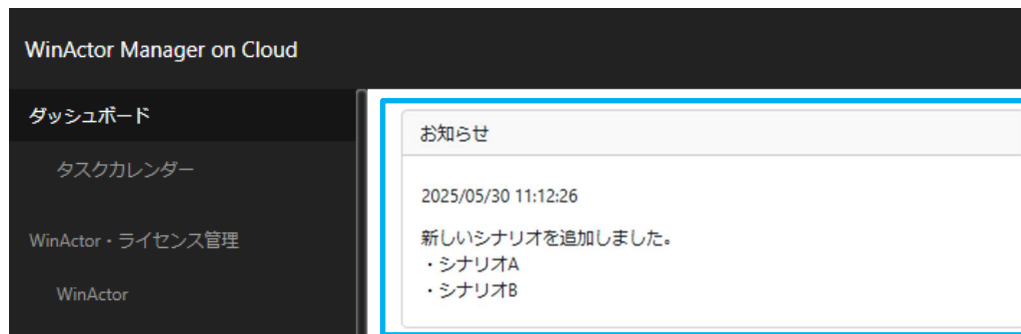 WinActor Manager on Cloud
ダッシュボード
タスクカレンダー
WinActor・ライセンス管理
WinActor
お知らせ
2025/05/30 11:12:26
新しいシナリオを追加しました。
・シナリオA
・シナリオB